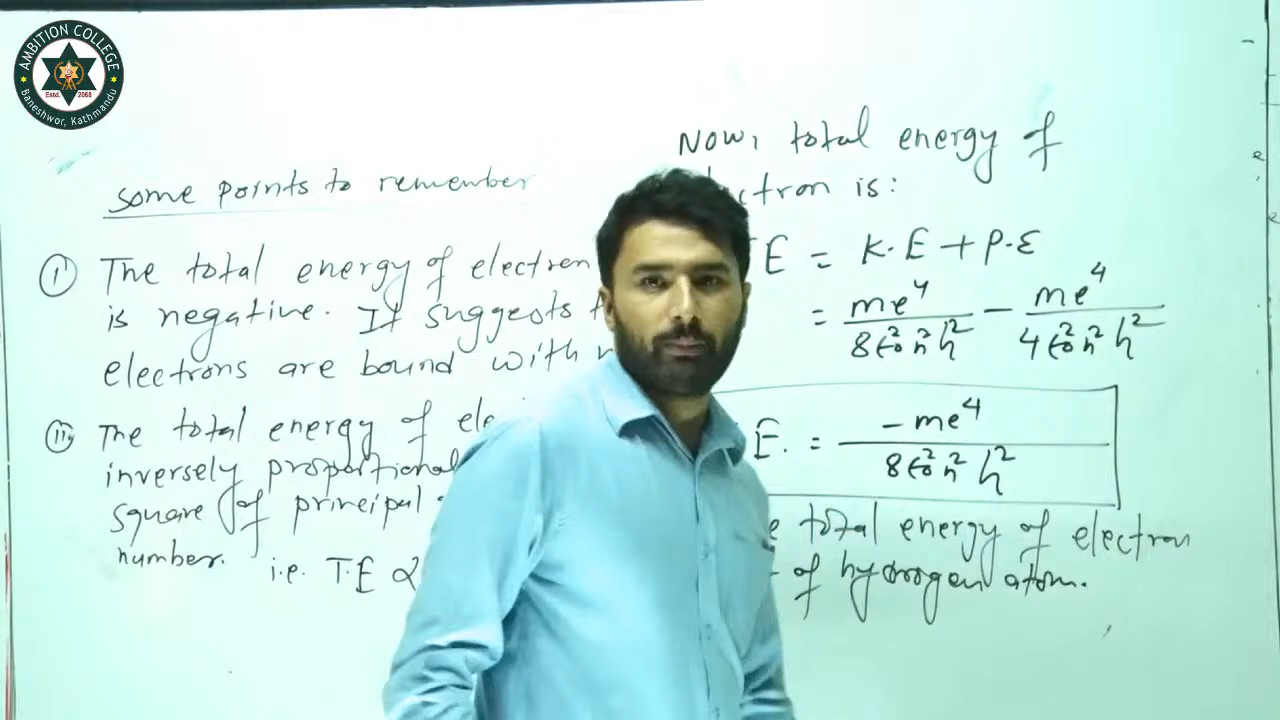 AMBITION COLLEGE
Estd. 2068
Baneshwor, Kathmandu
some points to remember
(i) The total energy of electron
is negative. It suggests
electrons are bound with
(ii) The total energy of
inversely proportional
square of principal
number. i.e. T.E ∝
Now, total energy of
is:
E = K.E + P.E
= me⁴/8ε₀²n²h² − me⁴/4ε₀²n²h²
E. = −me⁴/8ε₀²n²h²
total energy of electron
of hydrogen atom.